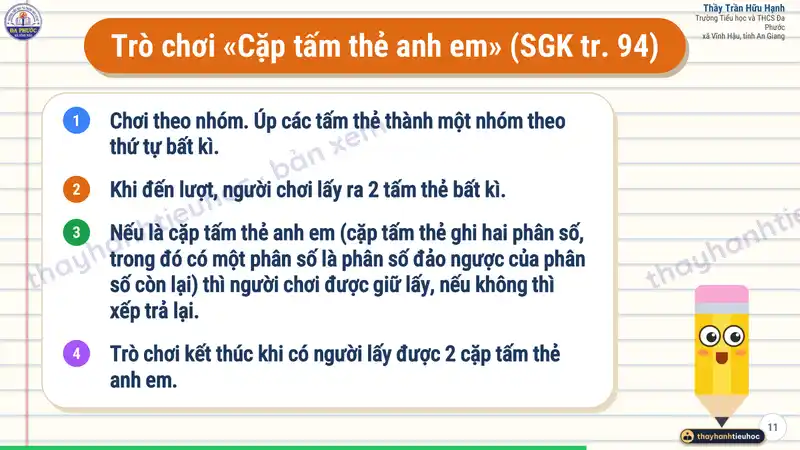 ĐA PHƯỚC
Thầy Trần Hữu Hạnh
Trường Tiểu học và THCS Đa
Phước
xã Vĩnh Hậu, tỉnh An Giang
Trò chơi «Cặp tấm thẻ anh em» (SGK tr. 94)
1 Chơi theo nhóm. Úp các tấm thẻ thành một nhóm theo
thứ tự bất kì.
2 Khi đến lượt, người chơi lấy ra 2 tấm thẻ bất kì.
3 Nếu là cặp tấm thẻ anh em (cặp tấm thẻ ghi hai phân số,
trong đó có một phân số là phân số đảo ngược của phân
số còn lại) thì người chơi được giữ lấy, nếu không thì
xếp trả lại.
4 Trò chơi kết thúc khi có người lấy được 2 cặp tấm thẻ
anh em.
thayhanhtieuhoc · bản xem
thayhanhtieuhoc
11